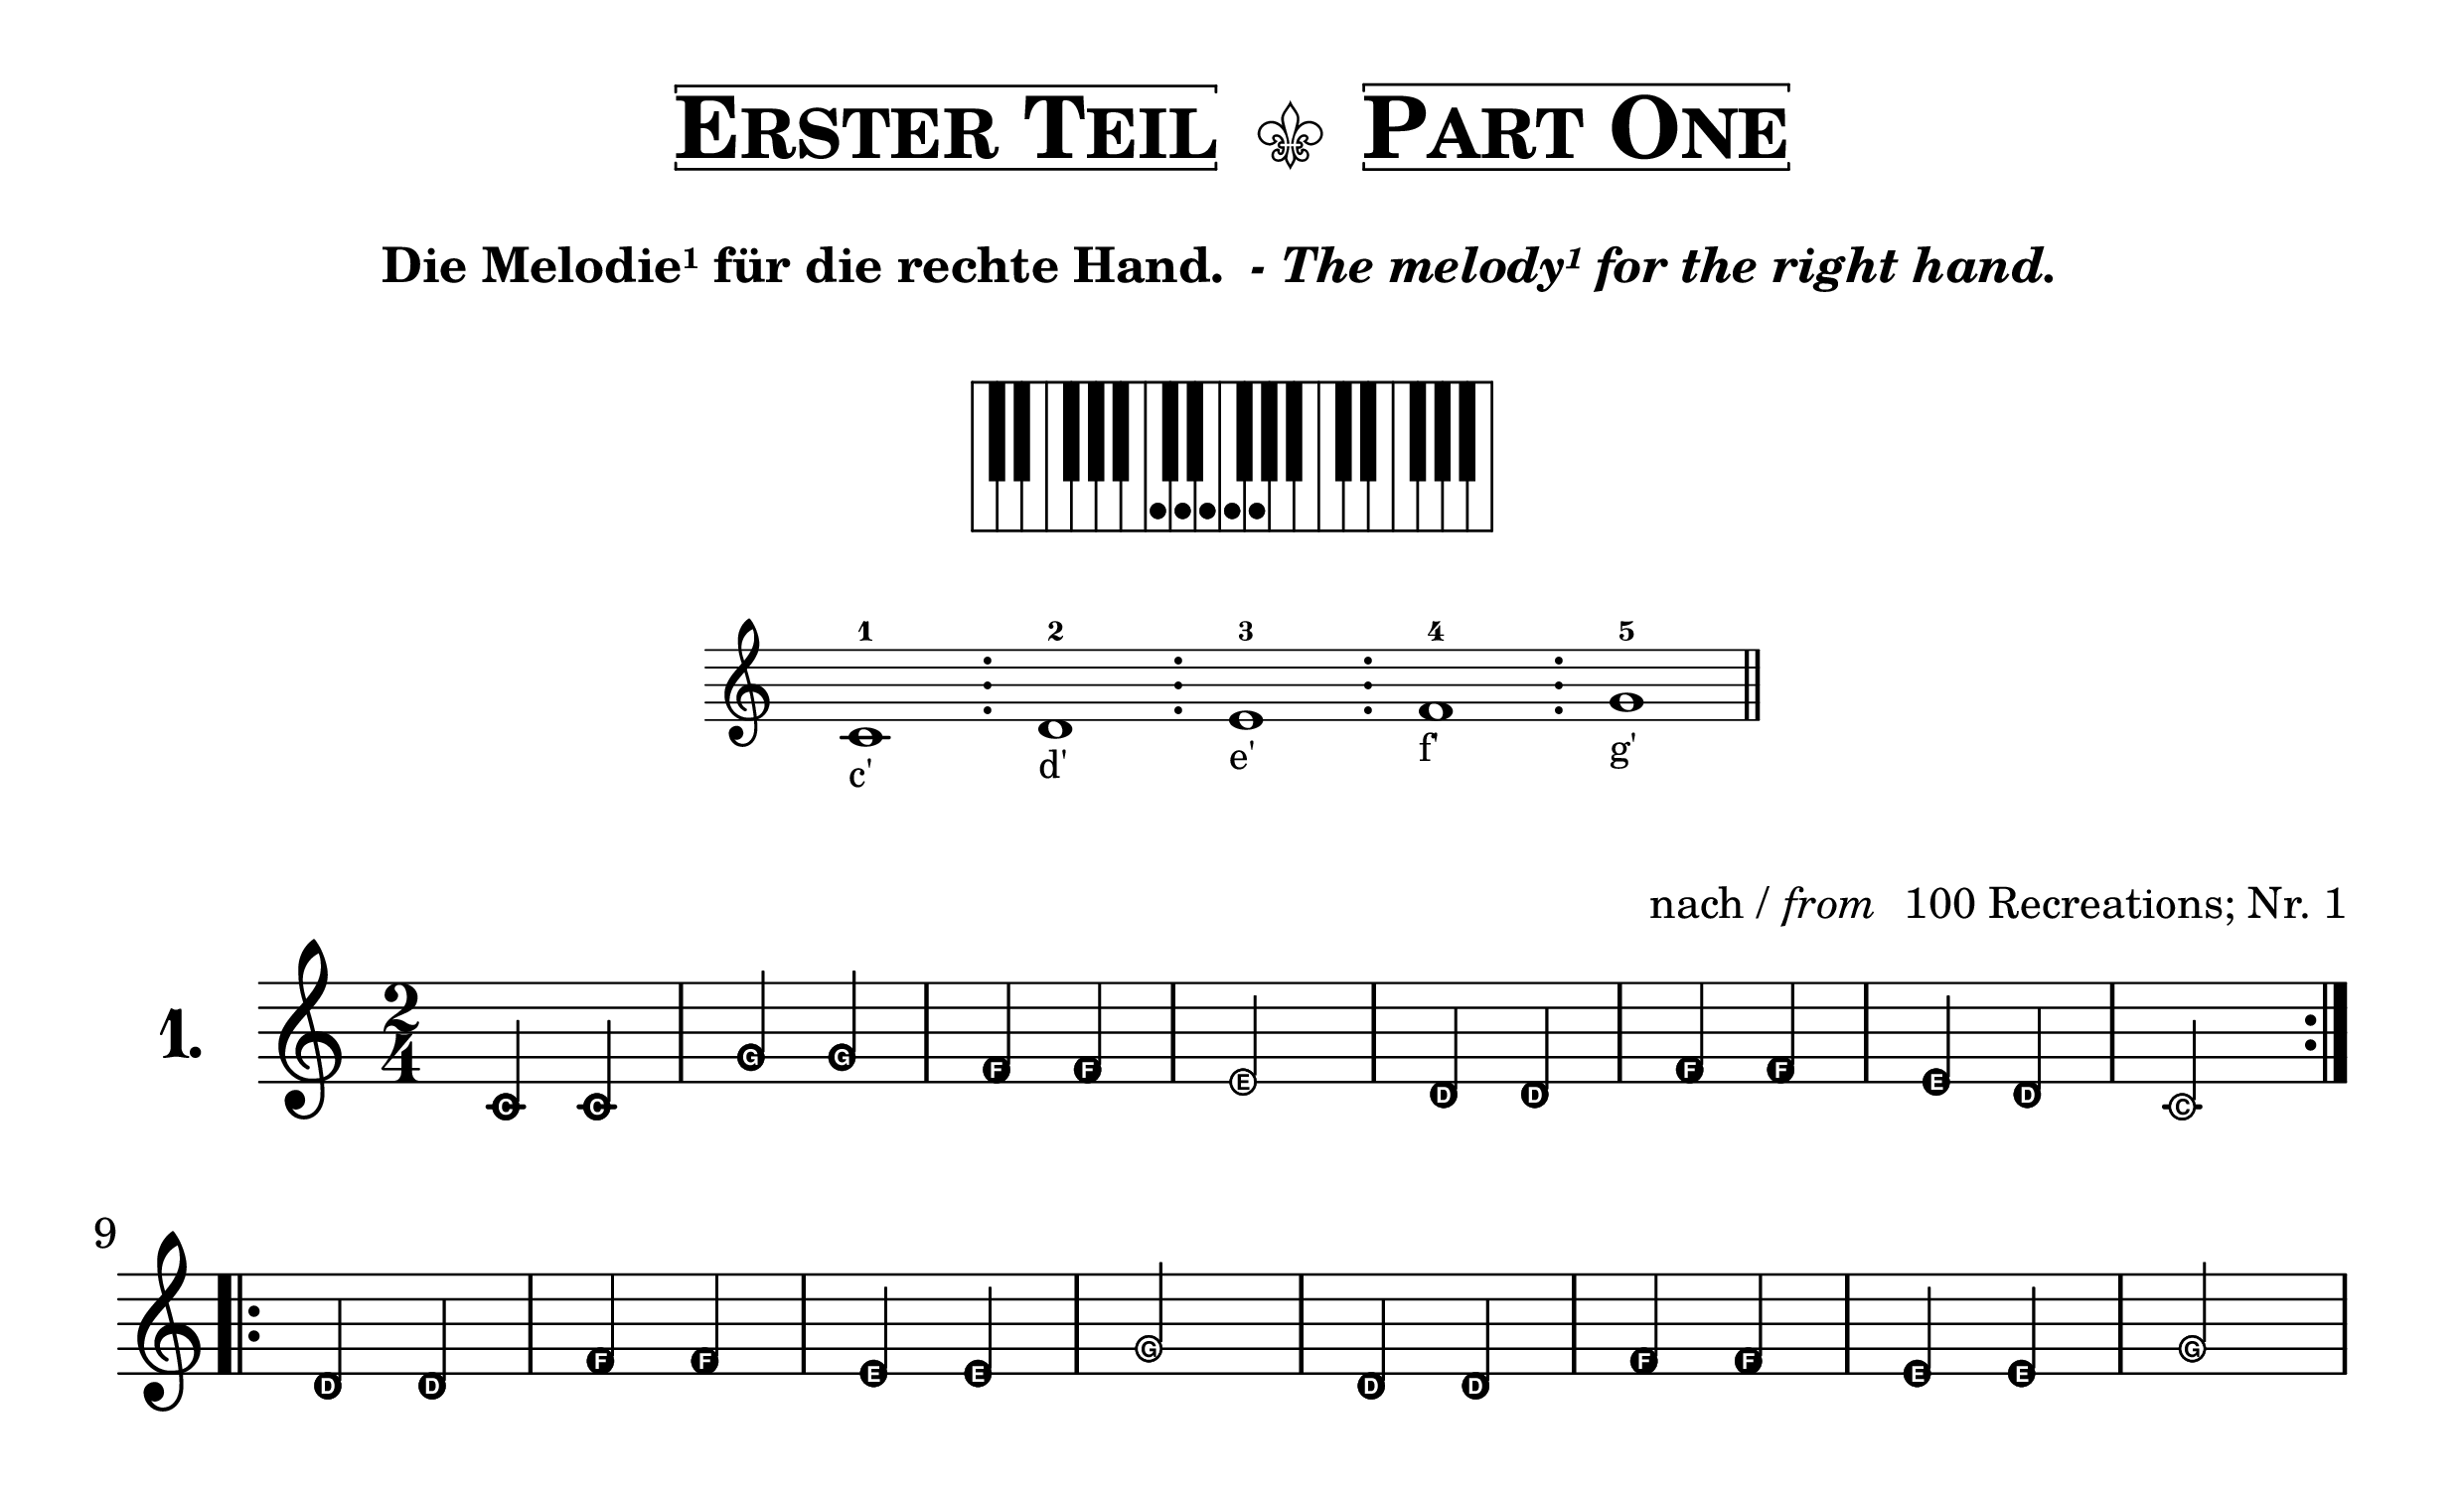 ERSTER TEIL ⚜ PART ONE
Die Melodie¹ für die rechte Hand. - The melody¹ for the right hand.
1 2 3 4 5
c' d' e' f' g'
nach / from 100 Recreations; Nr. 1
1. 2 4 C C G G F F E D D F F E D C
9 D D F F E E G D D F F E E G